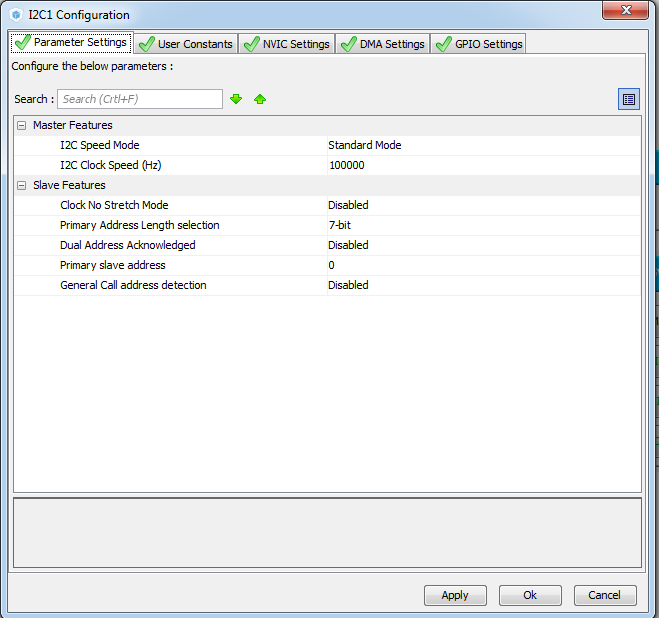 I2C1 Configuration
Parameter Settings User Constants NVIC Settings DMA Settings GPIO Settings
Configure the below parameters :
Search : Search (Crtl+F)
Master Features
I2C Speed Mode Standard Mode
I2C Clock Speed (Hz) 100000
Slave Features
Clock No Stretch Mode Disabled
Primary Address Length selection 7-bit
Dual Address Acknowledged Disabled
Primary slave address 0
General Call address detection Disabled
Apply Ok Cancel